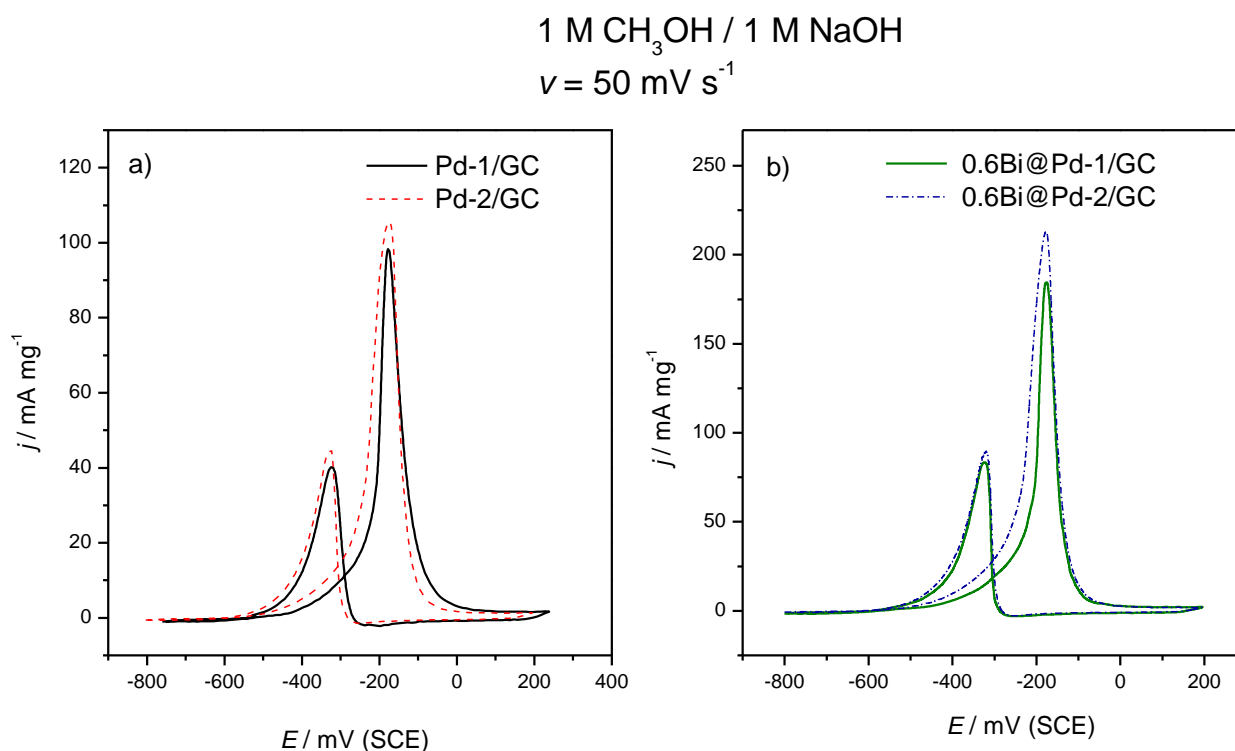 1 M CH₃OH / 1 M NaOH
v = 50 mV s⁻¹
a)
Pd-1/GC
Pd-2/GC
120
100
80
60
40
20
0
j / mA mg⁻¹
-800 -600 -400 -200 0 200 400
E / mV (SCE)
b)
0.6Bi@Pd-1/GC
0.6Bi@Pd-2/GC
250
200
150
100
50
0
j / mA mg⁻¹
-800 -600 -400 -200 0 200
E / mV (SCE)